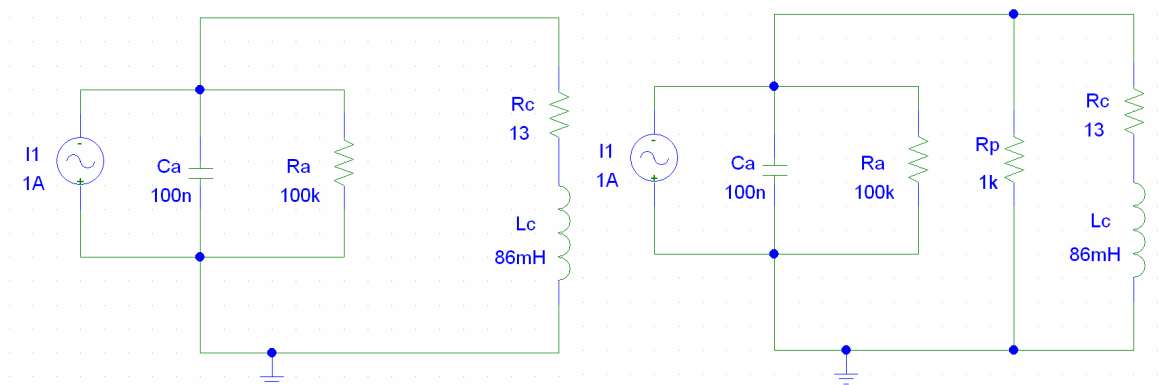 I1
1A
-
+
Ca
100n
Ra
100k
Rc
13
Lc
86mH
I1
1A
-
+
Ca
100n
Ra
100k
Rp
1k
Rc
13
Lc
86mH